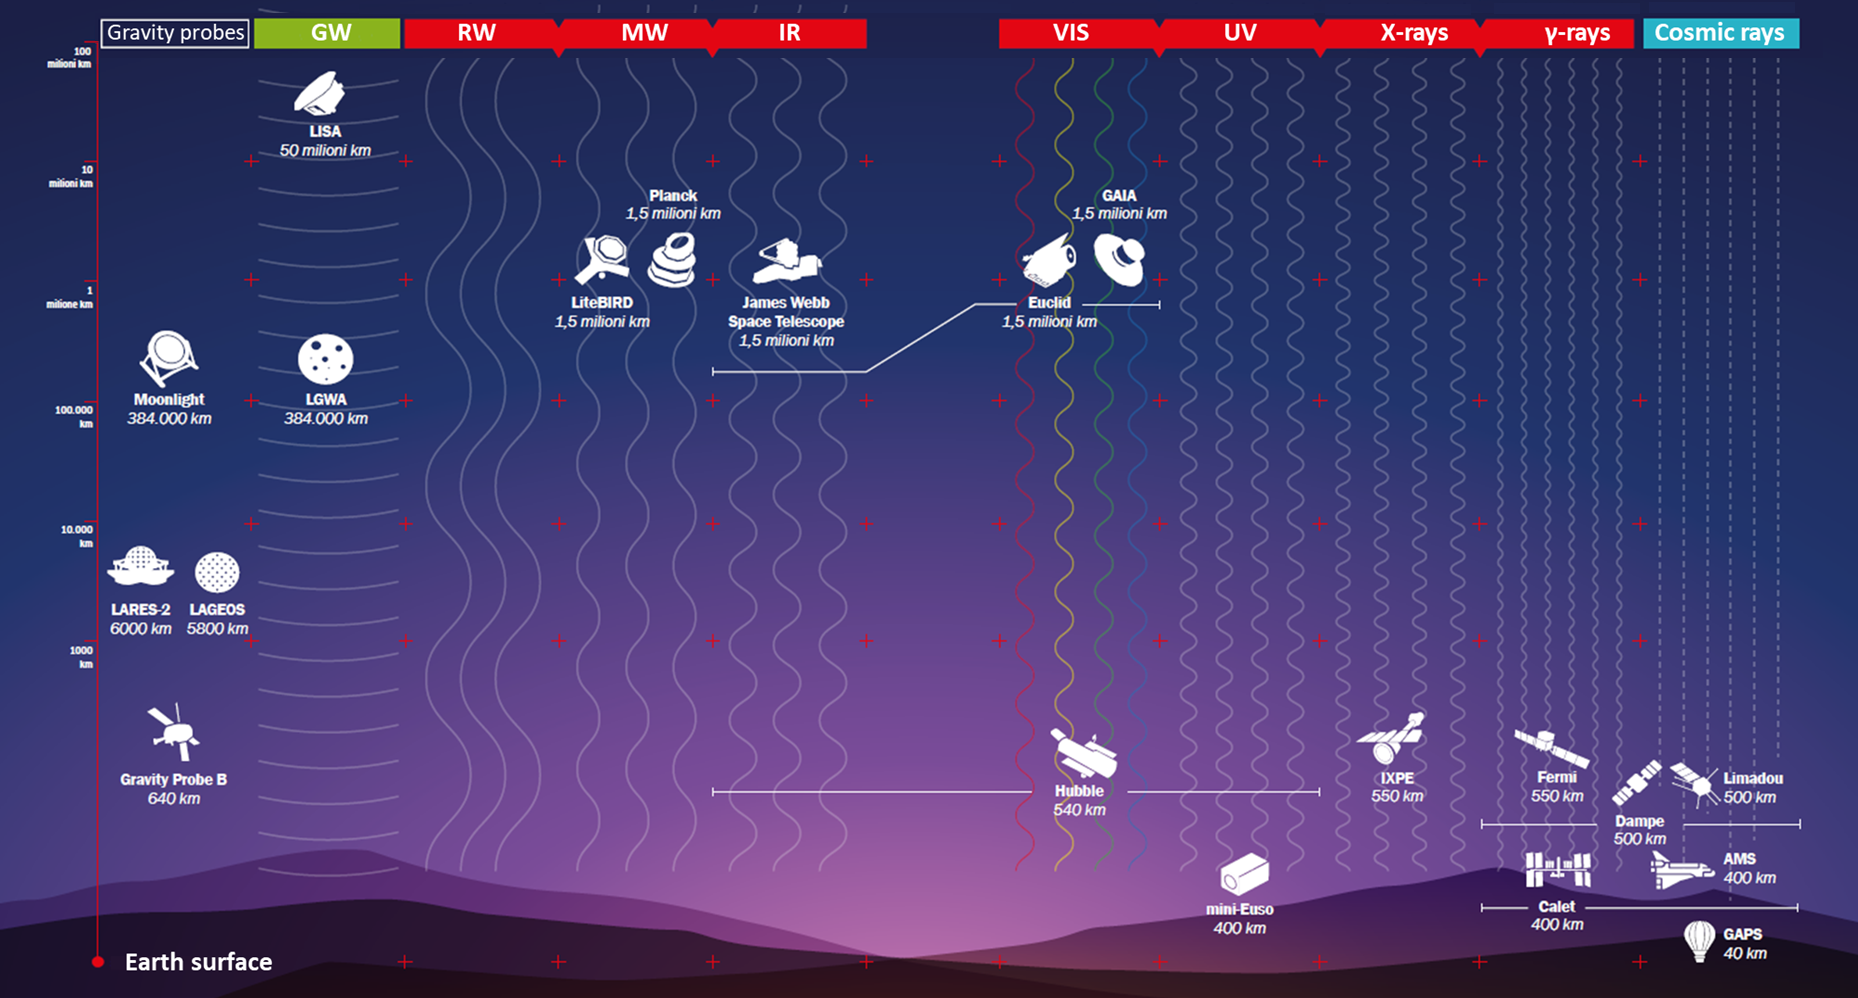 Gravity probes
GW
RW
MW
IR
VIS
UV
X-rays
γ-rays
Cosmic rays
100
milioni km
10
milioni km
1
milione km
100.000
km
10.000
km
1000
km
Earth surface
LISA
50 milioni km
Planck
1,5 milioni km
GAIA
1,5 milioni km
LiteBIRD
1,5 milioni km
James Webb
Space Telescope
1,5 milioni km
Euclid
1,5 milioni km
Moonlight
384.000 km
LGWA
384.000 km
LARES-2
6000 km
LAGEOS
5800 km
Gravity Probe B
640 km
Hubble
540 km
IXPE
550 km
Fermi
550 km
Limadou
500 km
Dampe
500 km
AMS
400 km
mini-Euso
400 km
Calet
400 km
GAPS
40 km